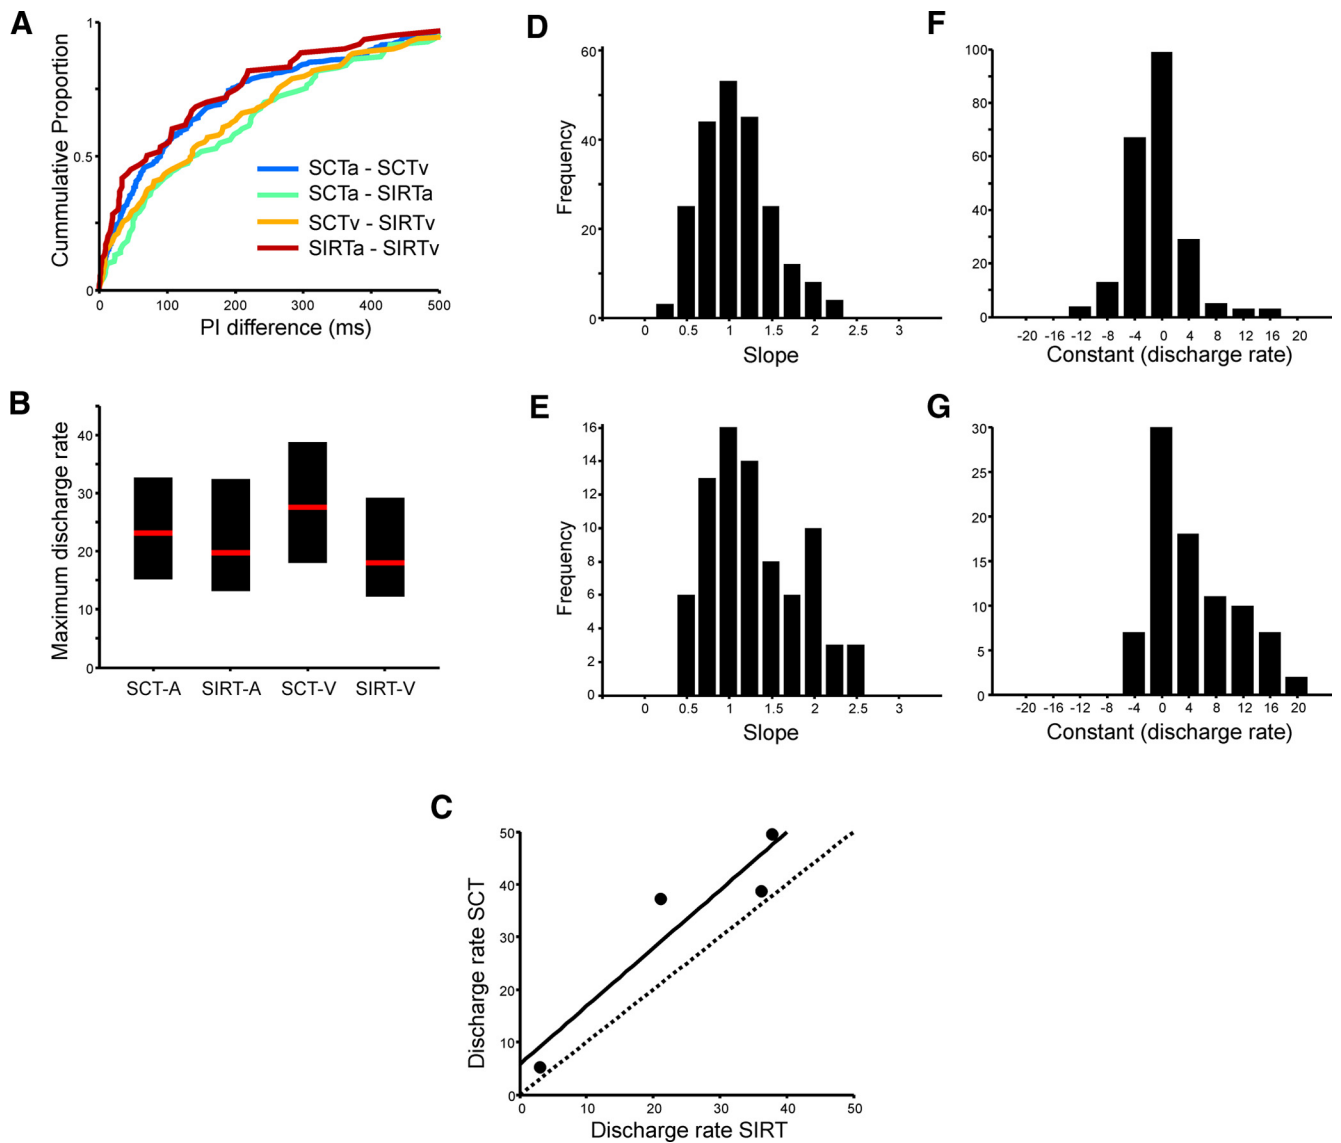 A
Cummulative Proportion
1
0.5
0
0 100 200 300 400 500
PI difference (ms)
SCTa - SCTv
SCTa - SIRTa
SCTv - SIRTv
SIRTa - SIRTv
B
Maximum discharge rate
40
30
20
10
0
SCT-A SIRT-A SCT-V SIRT-V
D
Frequency
60
40
20
0
0 0.5 1 1.5 2 2.5 3
Slope
F
100
80
60
40
20
0
-20 -16 -12 -8 -4 0 4 8 12 16 20
Constant (discharge rate)
E
Frequency
16
14
12
10
8
6
4
2
0
0 0.5 1 1.5 2 2.5 3
Slope
G
30
25
20
15
10
5
0
-20 -16 -12 -8 -4 0 4 8 12 16 20
Constant (discharge rate)
C
Discharge rate SCT
50
40
30
20
10
0
0 10 20 30 40 50
Discharge rate SIRT